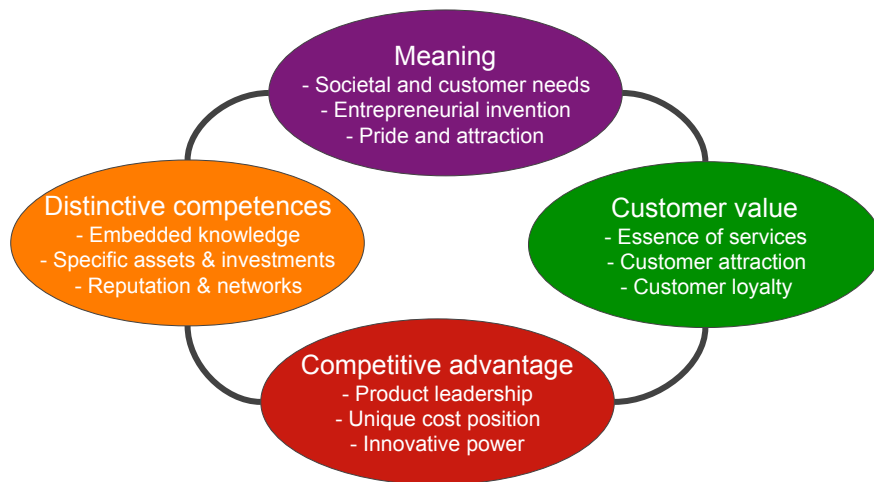 Meaning
- Societal and customer needs
- Entrepreneurial invention
- Pride and attraction
Distinctive competences
- Embedded knowledge
- Specific assets & investments
- Reputation & networks
Customer value
- Essence of services
- Customer attraction
- Customer loyalty
Competitive advantage
- Product leadership
- Unique cost position
- Innovative power